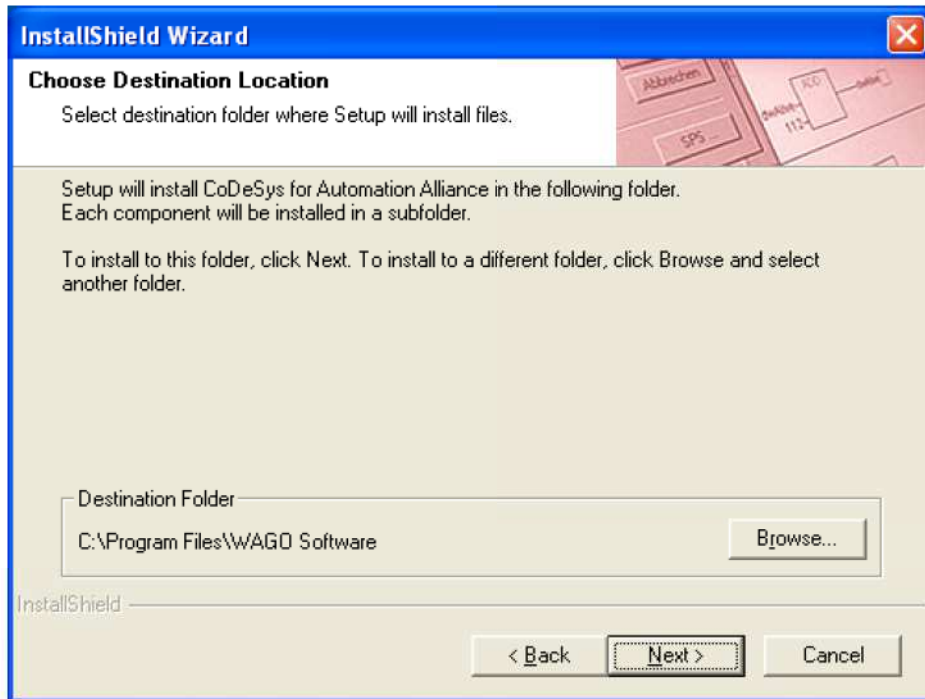 InstallShield Wizard
Choose Destination Location
Select destination folder where Setup will install files.
Abbrechen
SPS ...
ADD
112
Setup will install CoDeSys for Automation Alliance in the following folder.
Each component will be installed in a subfolder.
To install to this folder, click Next. To install to a different folder, click Browse and select
another folder.
Destination Folder
C:\Program Files\WAGO Software
Browse...
InstallShield
< Back
Next >
Cancel